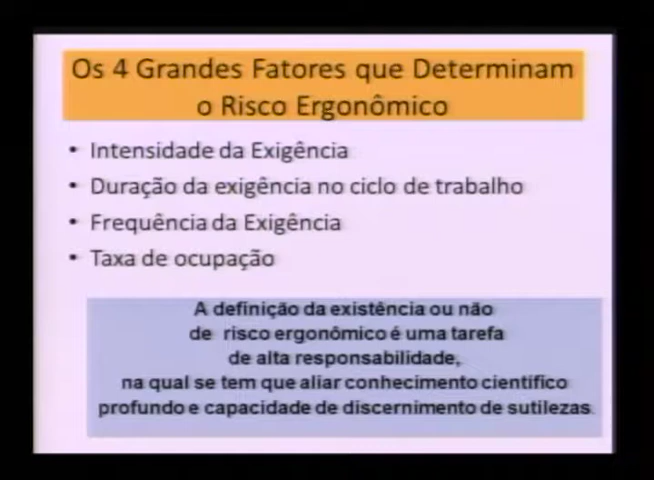 Os 4 Grandes Fatores que Determinam
o Risco Ergonômico
• Intensidade da Exigência
• Duração da exigência no ciclo de trabalho
• Frequência da Exigência
• Taxa de ocupação
A definição da existência ou não
de risco ergonômico é uma tarefa
de alta responsabilidade,
na qual se tem que aliar conhecimento científico
profundo e capacidade de discernimento de sutilezas.